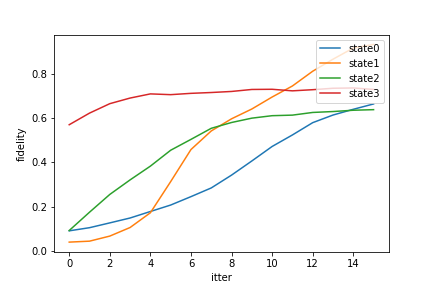 state0
state1
state2
state3
0.8
0.6
0.4
0.2
0.0
fidelity
0 2 4 6 8 10 12 14
itter